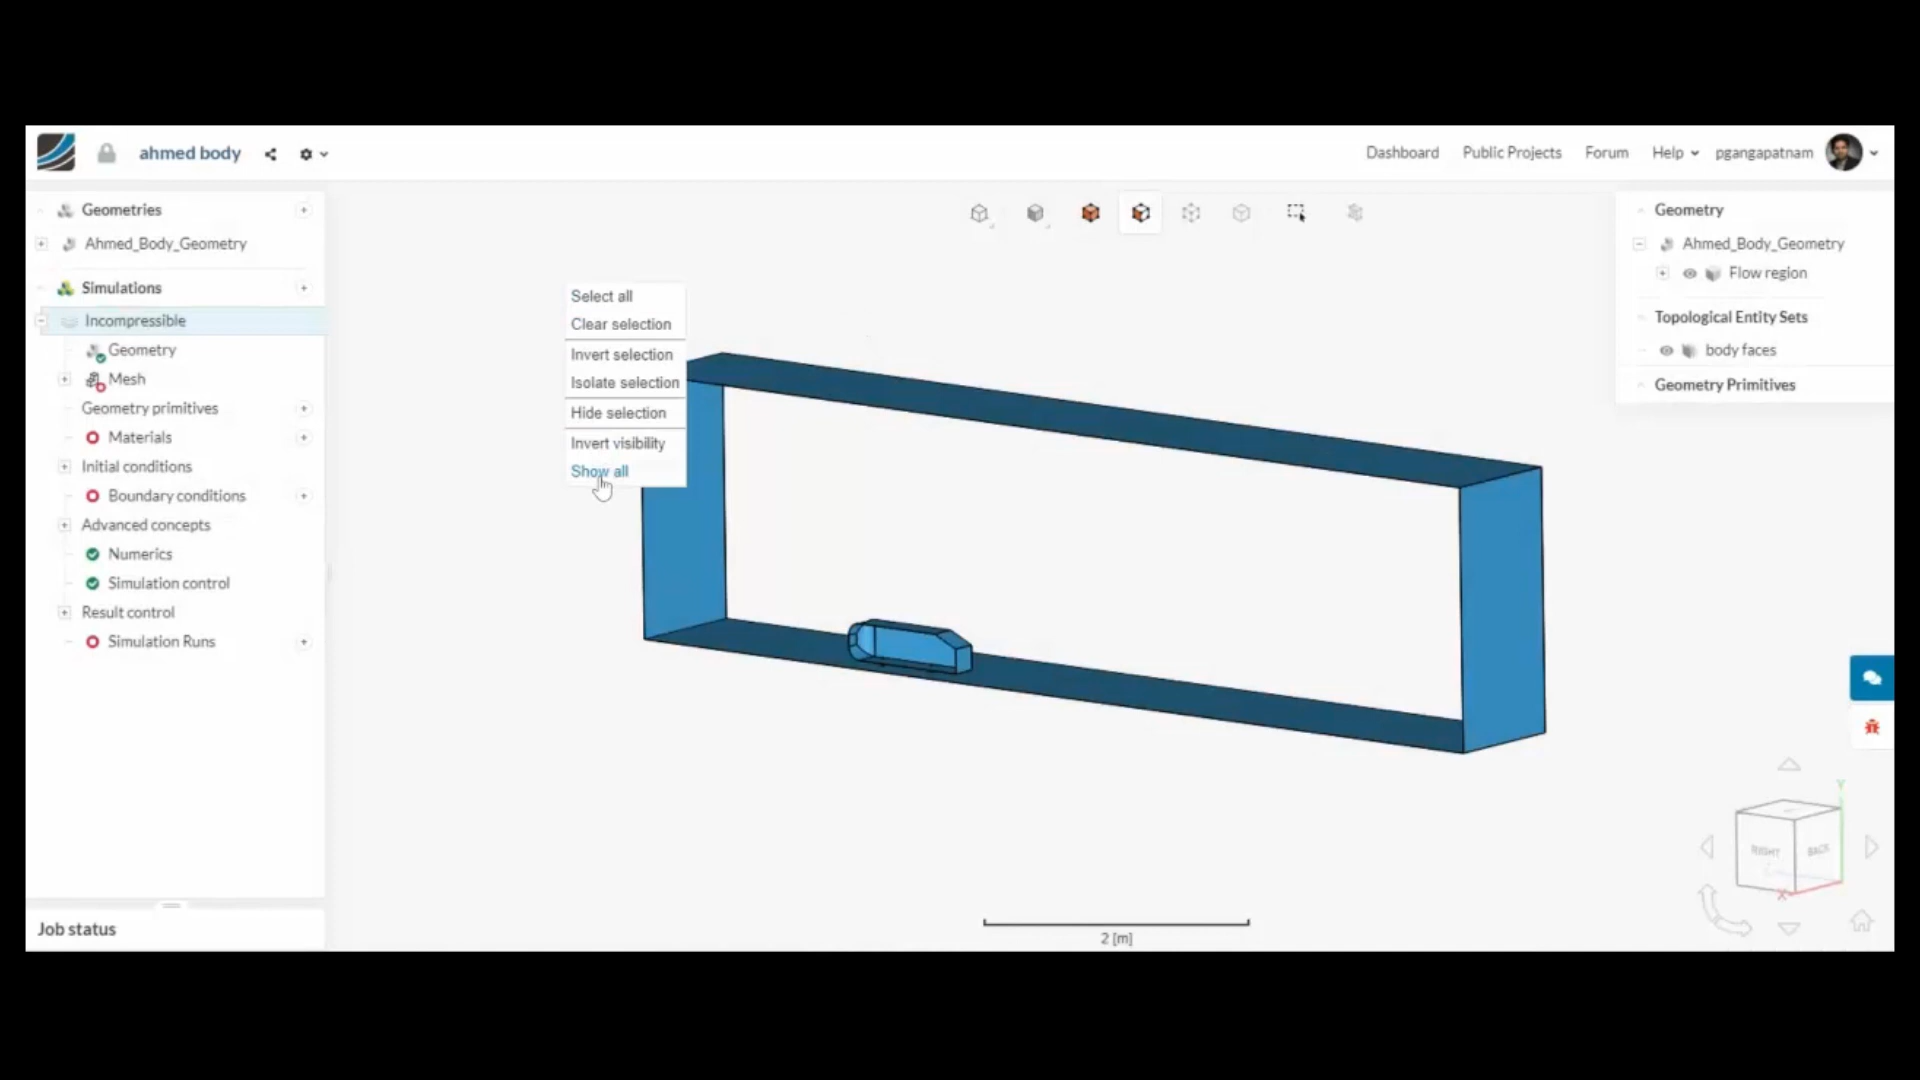 ahmed body
Dashboard
Public Projects
Forum
Help
pgangapatnam
Geometries
Ahmed_Body_Geometry
Simulations
Incompressible
Geometry
Mesh
Geometry primitives
Materials
Initial conditions
Boundary conditions
Advanced concepts
Numerics
Simulation control
Result control
Simulation Runs
Job status
Select all
Clear selection
Invert selection
Isolate selection
Hide selection
Invert visibility
Show all
Geometry
Ahmed_Body_Geometry
Flow region
Topological Entity Sets
body faces
Geometry Primitives
2 [m]
Y
RIGHT
BACK
X